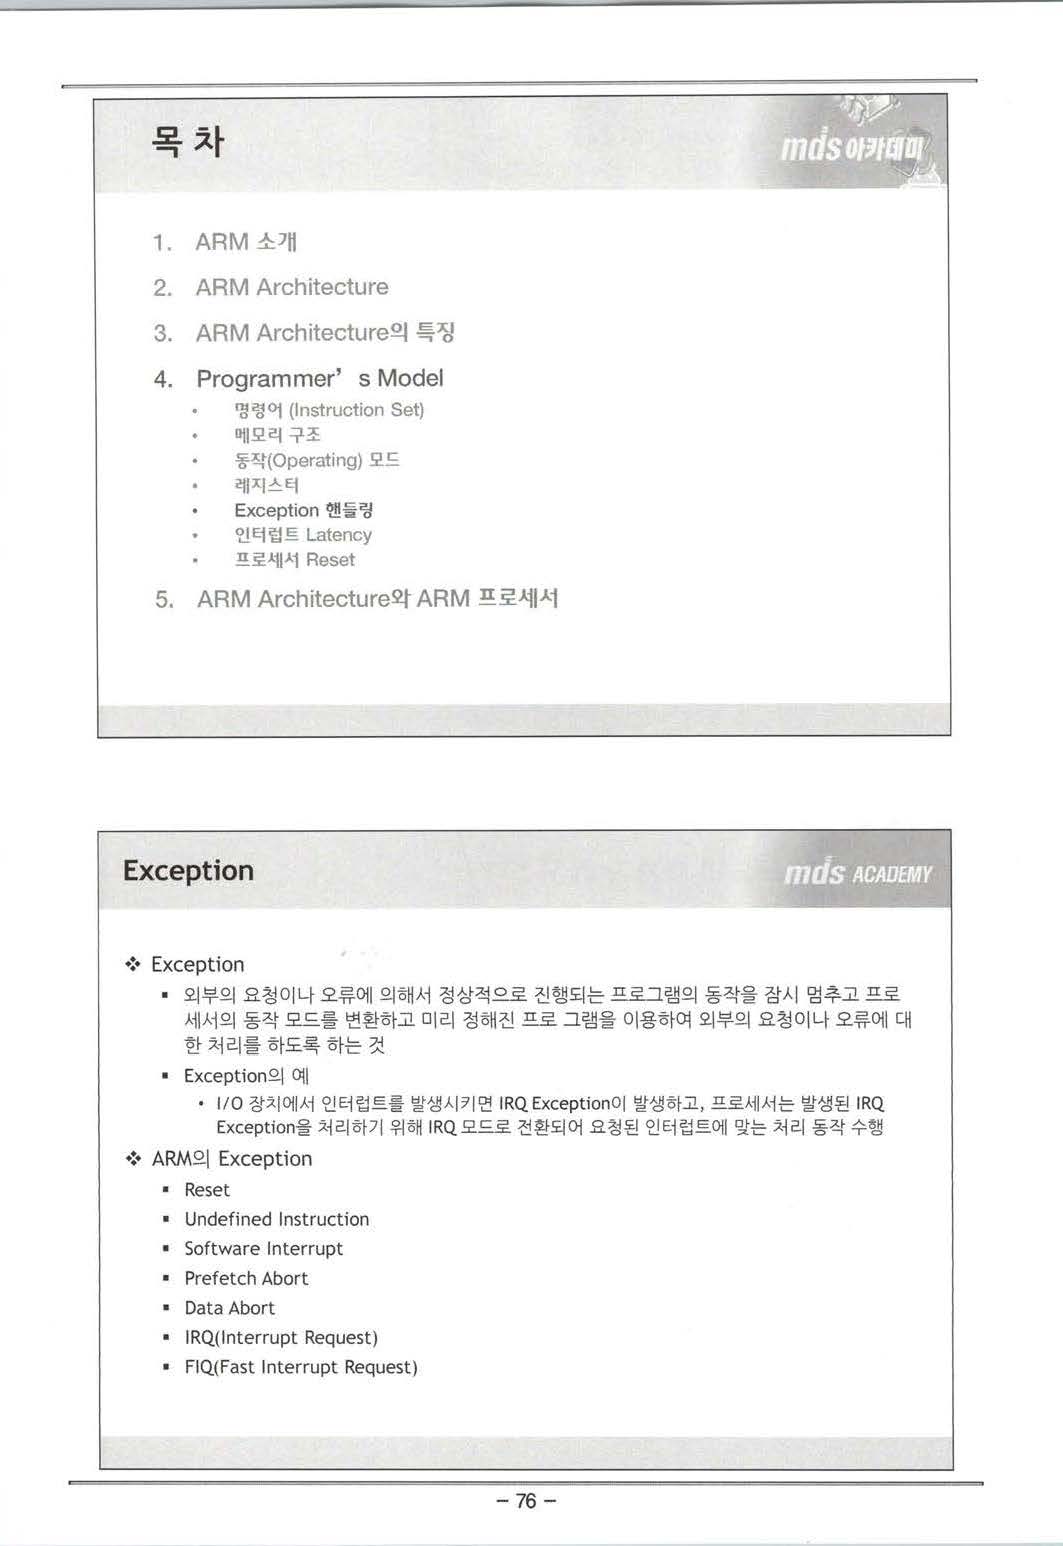 목 차
mds 아카데미
1. ARM 소개
2. ARM Architecture
3. ARM Architecture의 특징
4. Programmer’ s Model
• 명령어 (Instruction Set)
• 메모리 구조
• 동작(Operating) 모드
• 레지스터
• Exception 핸들링
• 인터럽트 Latency
• 프로세서 Reset
5. ARM Architecture와 ARM 프로세서
Exception
mds ACADEMY
❖ Exception
▪ 외부의 요청이나 오류에 의해서 정상적으로 진행되는 프로그램의 동작을 잠시 멈추고 프로
세서의 동작 모드를 변환하고 미리 정해진 프로 그램을 이용하여 외부의 요청이나 오류에 대
한 처리를 하도록 하는 것
▪ Exception의 예
• I/O 장치에서 인터럽트를 발생시키면 IRQ Exception이 발생하고, 프로세서는 발생된 IRQ
Exception을 처리하기 위해 IRQ 모드로 전환되어 요청된 인터럽트에 맞는 처리 동작 수행
❖ ARM의 Exception
▪ Reset
▪ Undefined Instruction
▪ Software Interrupt
▪ Prefetch Abort
▪ Data Abort
▪ IRQ(Interrupt Request)
▪ FIQ(Fast Interrupt Request)
– 76 –